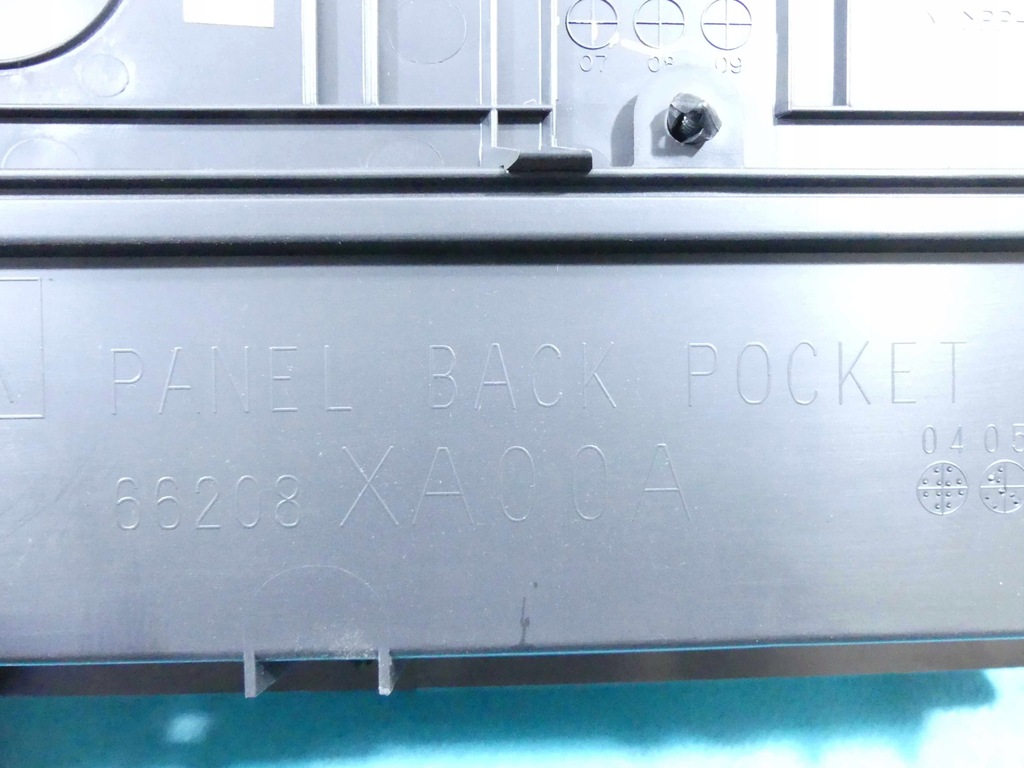 07 08 09
PANEL BACK POCKET
66208 XA00A
04 05